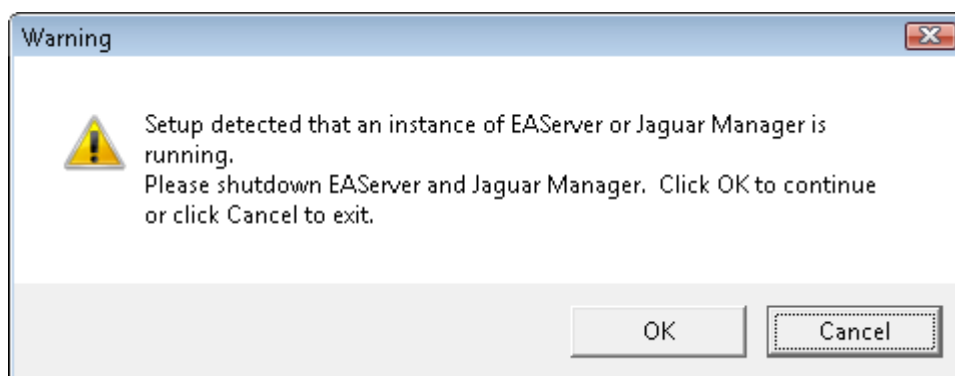 Warning
Setup detected that an instance of EAServer or Jaguar Manager is
running.
Please shutdown EAServer and Jaguar Manager.  Click OK to continue
or click Cancel to exit.
OK
Cancel